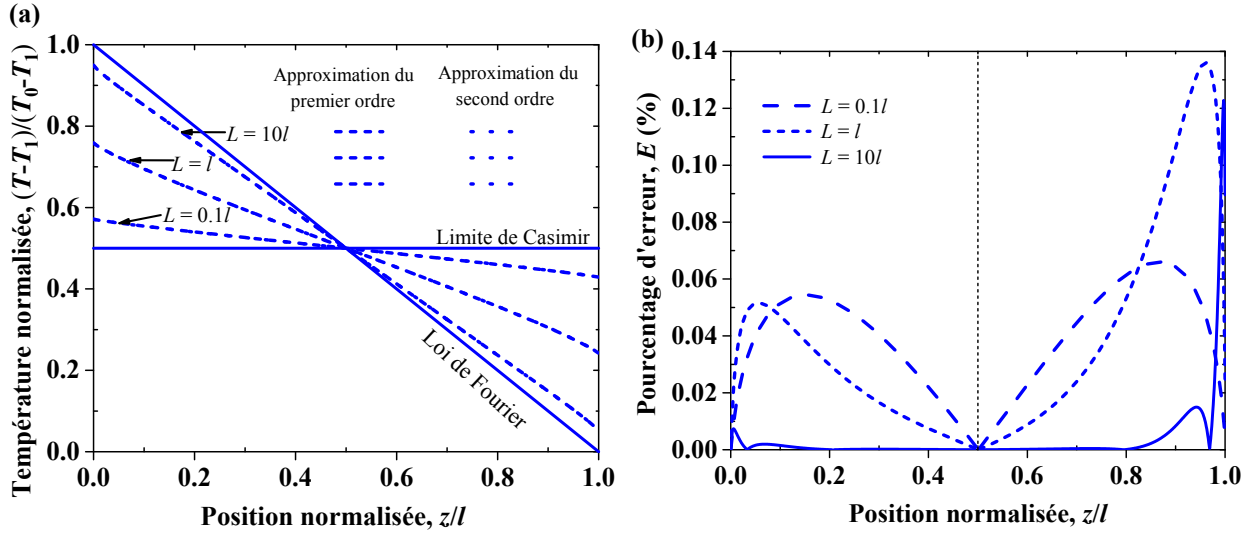 (a)
Température normalisée, (T-T1)/(T0-T1)
1.0
0.8
0.6
0.4
0.2
0.0
Approximation du
premier ordre
Approximation du
second ordre
L = 10l
L = l
L = 0.1l
Limite de Casimir
Loi de Fourier
0.0 0.2 0.4 0.6 0.8 1.0
Position normalisée, z/l
(b)
Pourcentage d'erreur, E (%)
0.14
0.12
0.10
0.08
0.06
0.04
0.02
0.00
L = 0.1l
L = l
L = 10l
0.0 0.2 0.4 0.6 0.8 1.0
Position normalisée, z/l